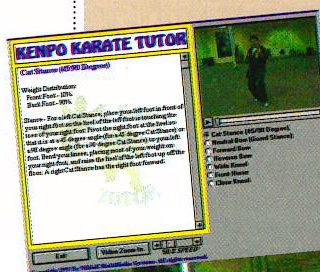 KENPO KARATE TUTOR
Cat Stance (45/90 Degree)
Weight Distribution:
Front Foot - 10%
Back Foot - 90%
Stance - For a left Cat Stance, place your left foot in front of
your right foot so the heel of the left foot is touching the
toes of your right foot. Pivot the right foot at the heel so
that it is at a 45 degree angle (for a 45 degree Cat Stance) or
a 90 degree angle (for a 90 degree Cat Stance) to your left
foot. Bend your knees, placing most of your weight on
your right foot, and raise the heel of the left foot up off the
floor. A right Cat Stance has the right foot forward.
Cat Stance (45/90 Degree)
Neutral Bow (Guard Stance)
Forward Bow
Reverse Bow
Wide Kneel
Front Horse
Close Kneel
Exit
Video Zoom In
SPEED